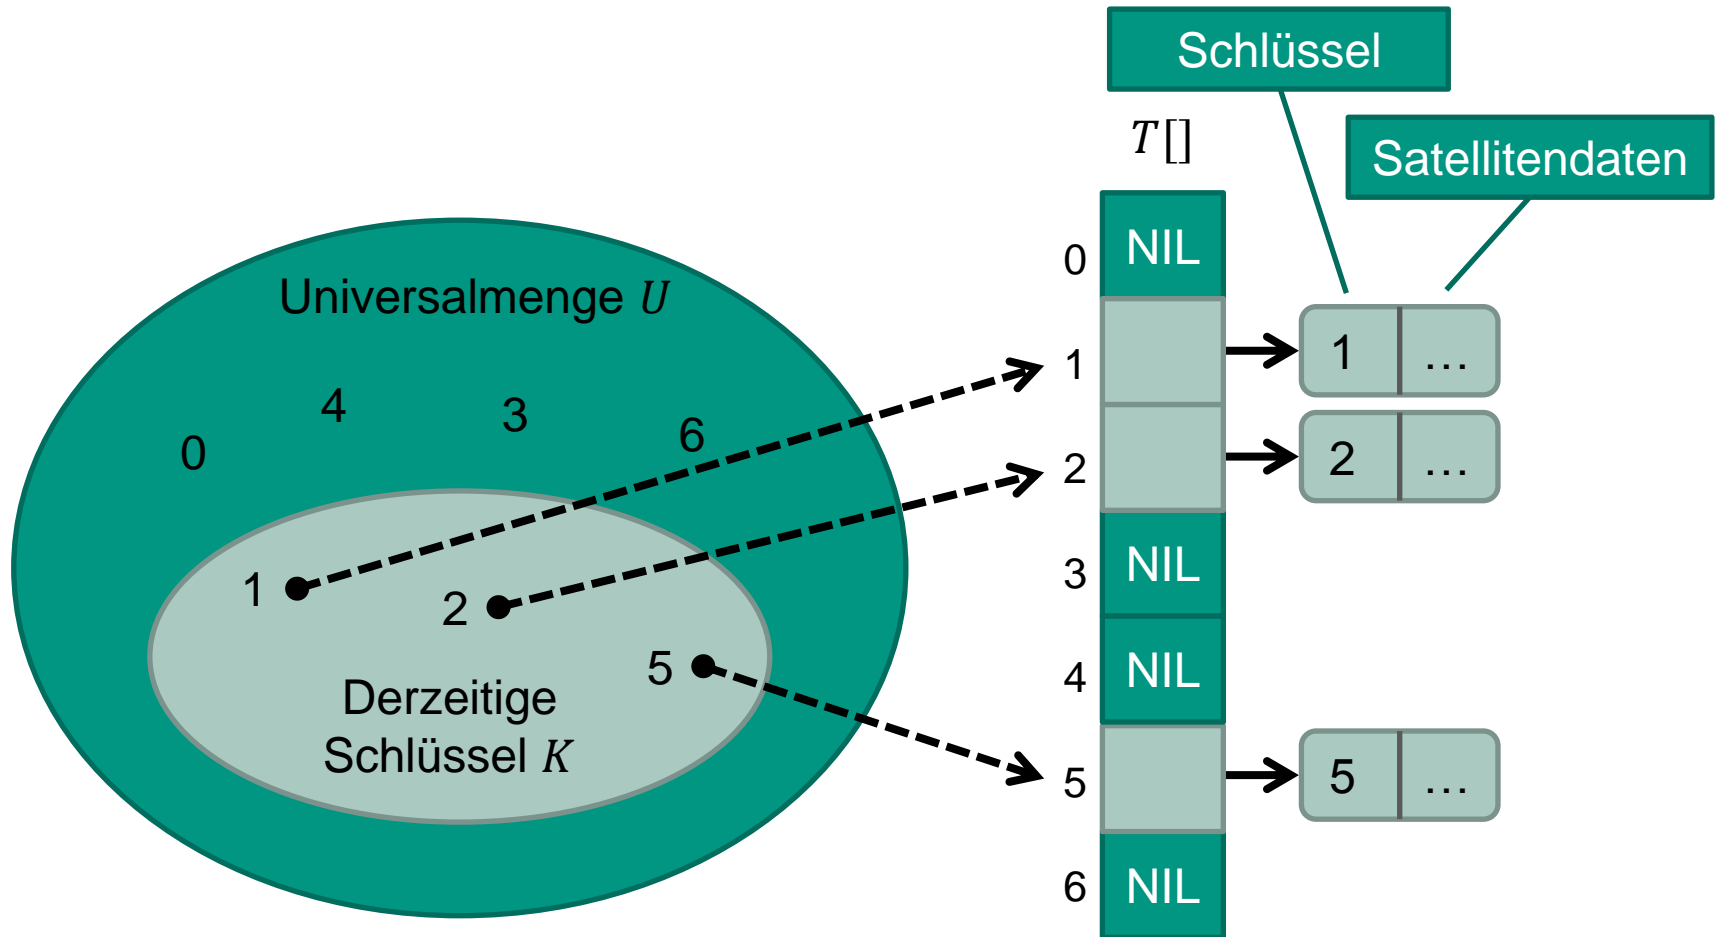 Schlüssel
T[]
Satellitendaten
Universalmenge U
0
4
3
6
1
2
5
Derzeitige
Schlüssel K
0 NIL
1 1 ...
2 2 ...
3 NIL
4 NIL
5 5 ...
6 NIL